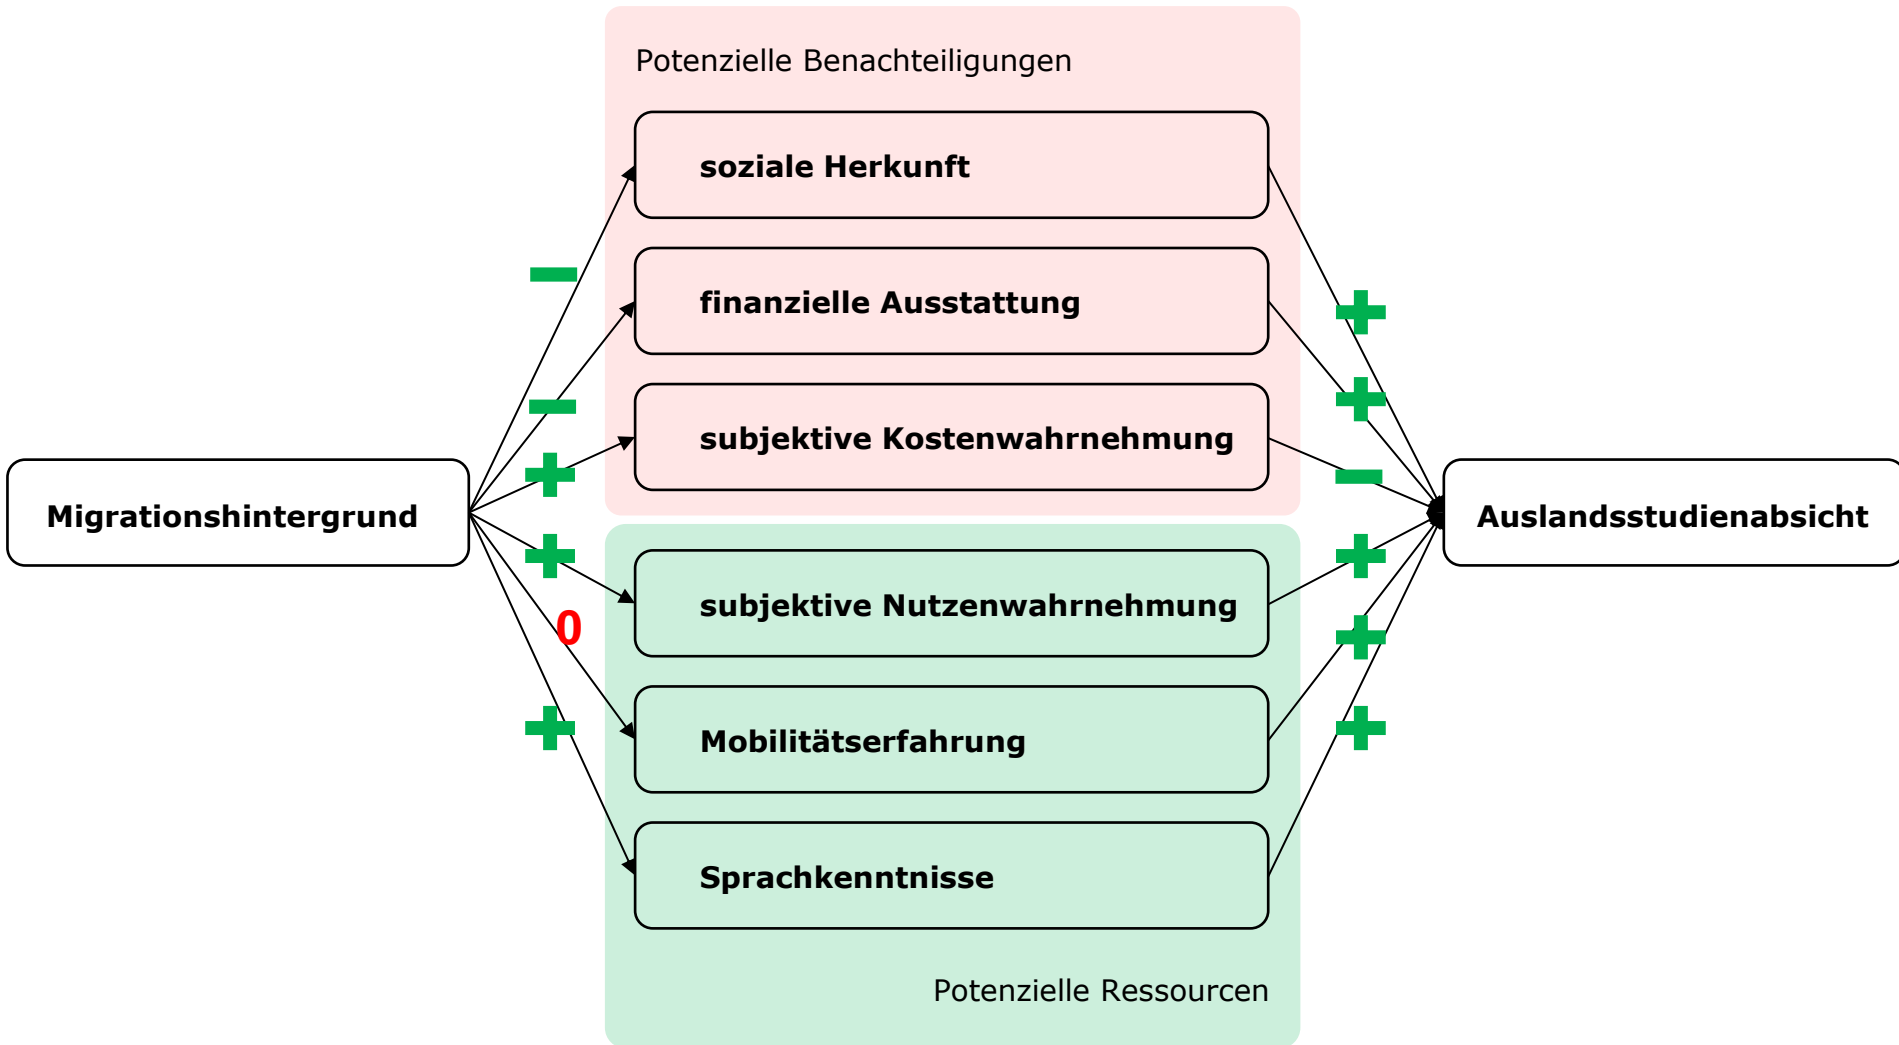 Potenzielle Benachteiligungen
soziale Herkunft
finanzielle Ausstattung
subjektive Kostenwahrnehmung
Migrationshintergrund
Auslandsstudienabsicht
subjektive Nutzenwahrnehmung
0
Mobilitätserfahrung
Sprachkenntnisse
Potenzielle Ressourcen